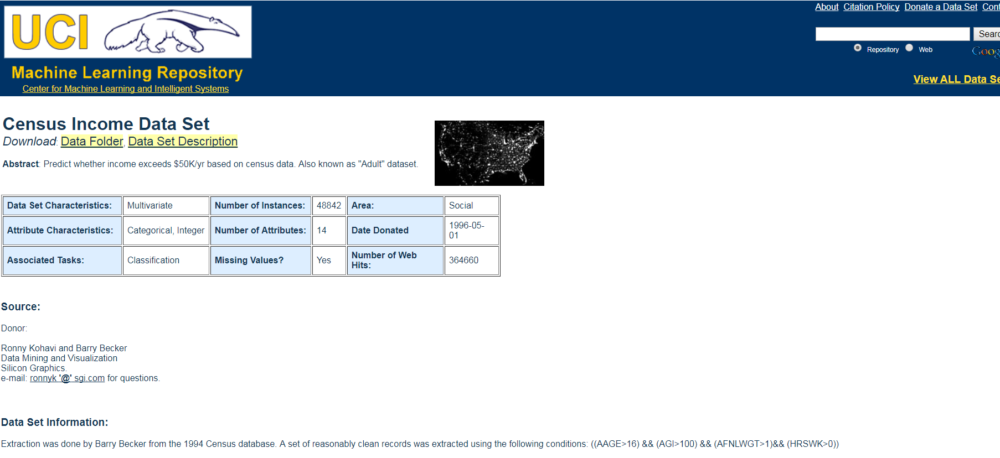 UCI
Machine Learning Repository
Center for Machine Learning and Intelligent Systems
About Citation Policy Donate a Data Set
Repository Web
View ALL Data
Census Income Data Set
Download: Data Folder, Data Set Description
Abstract: Predict whether income exceeds $50K/yr based on census data. Also known as "Adult" dataset.
Data Set Characteristics: Multivariate Number of Instances: 48842 Area: Social
Attribute Characteristics: Categorical, Integer Number of Attributes: 14 Date Donated 1996-05-
01
Associated Tasks: Classification Missing Values? Yes Number of Web
Hits: 364660
Source:
Donor:
Ronny Kohavi and Barry Becker
Data Mining and Visualization
Silicon Graphics.
e-mail: ronnyk '@' sgi.com for questions.
Data Set Information:
Extraction was done by Barry Becker from the 1994 Census database. A set of reasonably clean records was extracted using the following conditions: ((AAGE>16) && (AGI>100) && (AFNLWGT>1)&& (HRSWK>0))